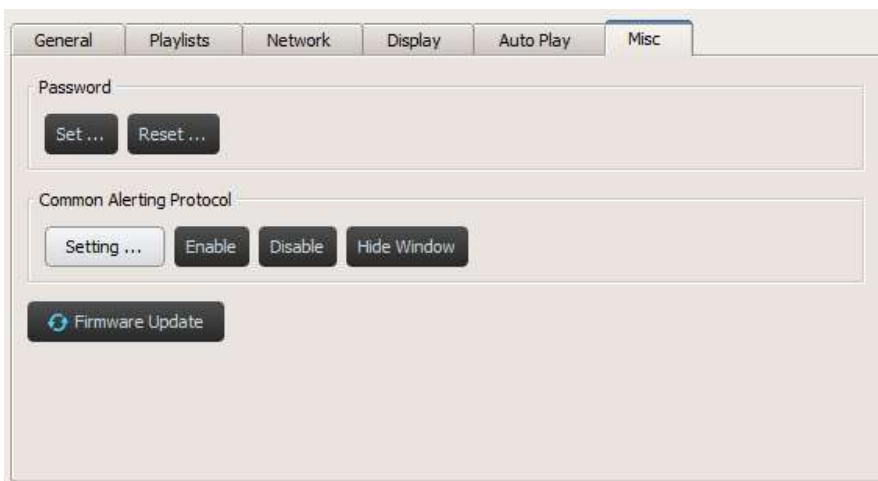 General Playlists Network Display Auto Play Misc
Password
Set ... Reset ...
Common Alerting Protocol
Setting ... Enable Disable Hide Window
Firmware Update